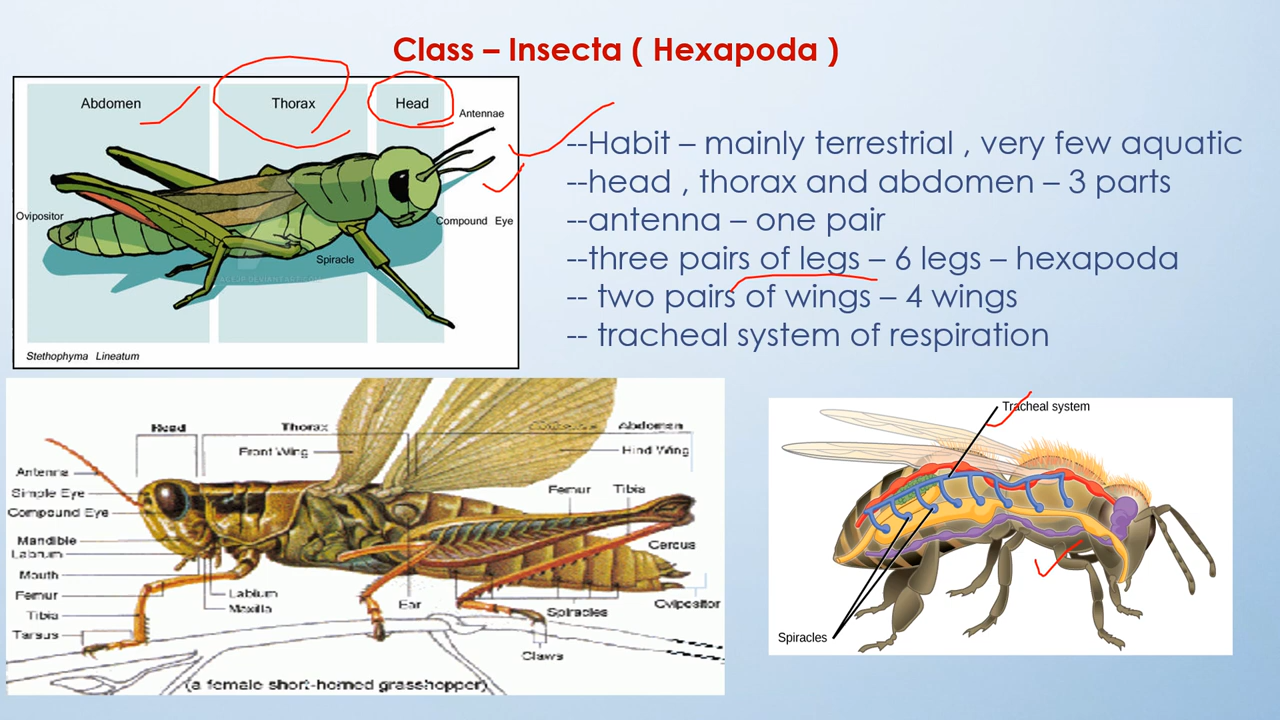 Class – Insecta ( Hexapoda )
Abdomen
Thorax
Head
Antennae
Ovipositor
Compound Eye
Spiracle
Stethophyma Lineatum
--Habit – mainly terrestrial , very few aquatic
--head , thorax and abdomen – 3 parts
--antenna – one pair
--three pairs of legs – 6 legs – hexapoda
-- two pairs of wings – 4 wings
-- tracheal system of respiration
Head
Thorax
Abdomen
Front Wing
Hind Wing
Antenna
Simple Eye
Compound Eye
Mandible
Labrum
Mouth
Femur
Tibia
Tarsus
Labium
Maxilla
Ear
Femur
Tibia
Cercus
Ovipositor
Spiracles
Claws
(a female short-horned grasshopper)
Tracheal system
Spiracles